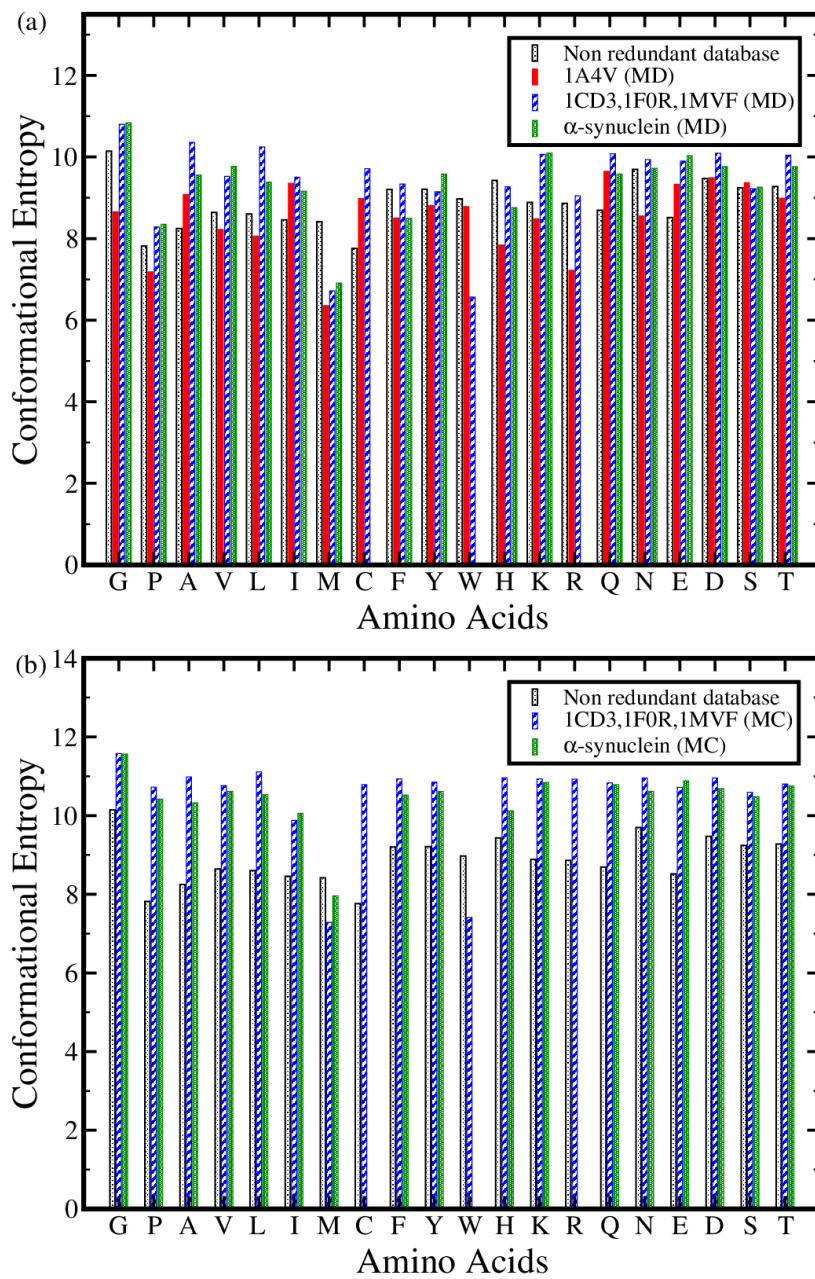 (a)
Conformational Entropy
12
10
8
6
4
2
0
Non redundant database
1A4V (MD)
1CD3,1F0R,1MVF (MD)
α-synuclein (MD)
G P A V L I M C F Y W H K R Q N E D S T
Amino Acids
(b)
Conformational Entropy
14
12
10
8
6
4
2
0
Non redundant database
1CD3,1F0R,1MVF (MC)
α-synuclein (MC)
G P A V L I M C F Y W H K R Q N E D S T
Amino Acids